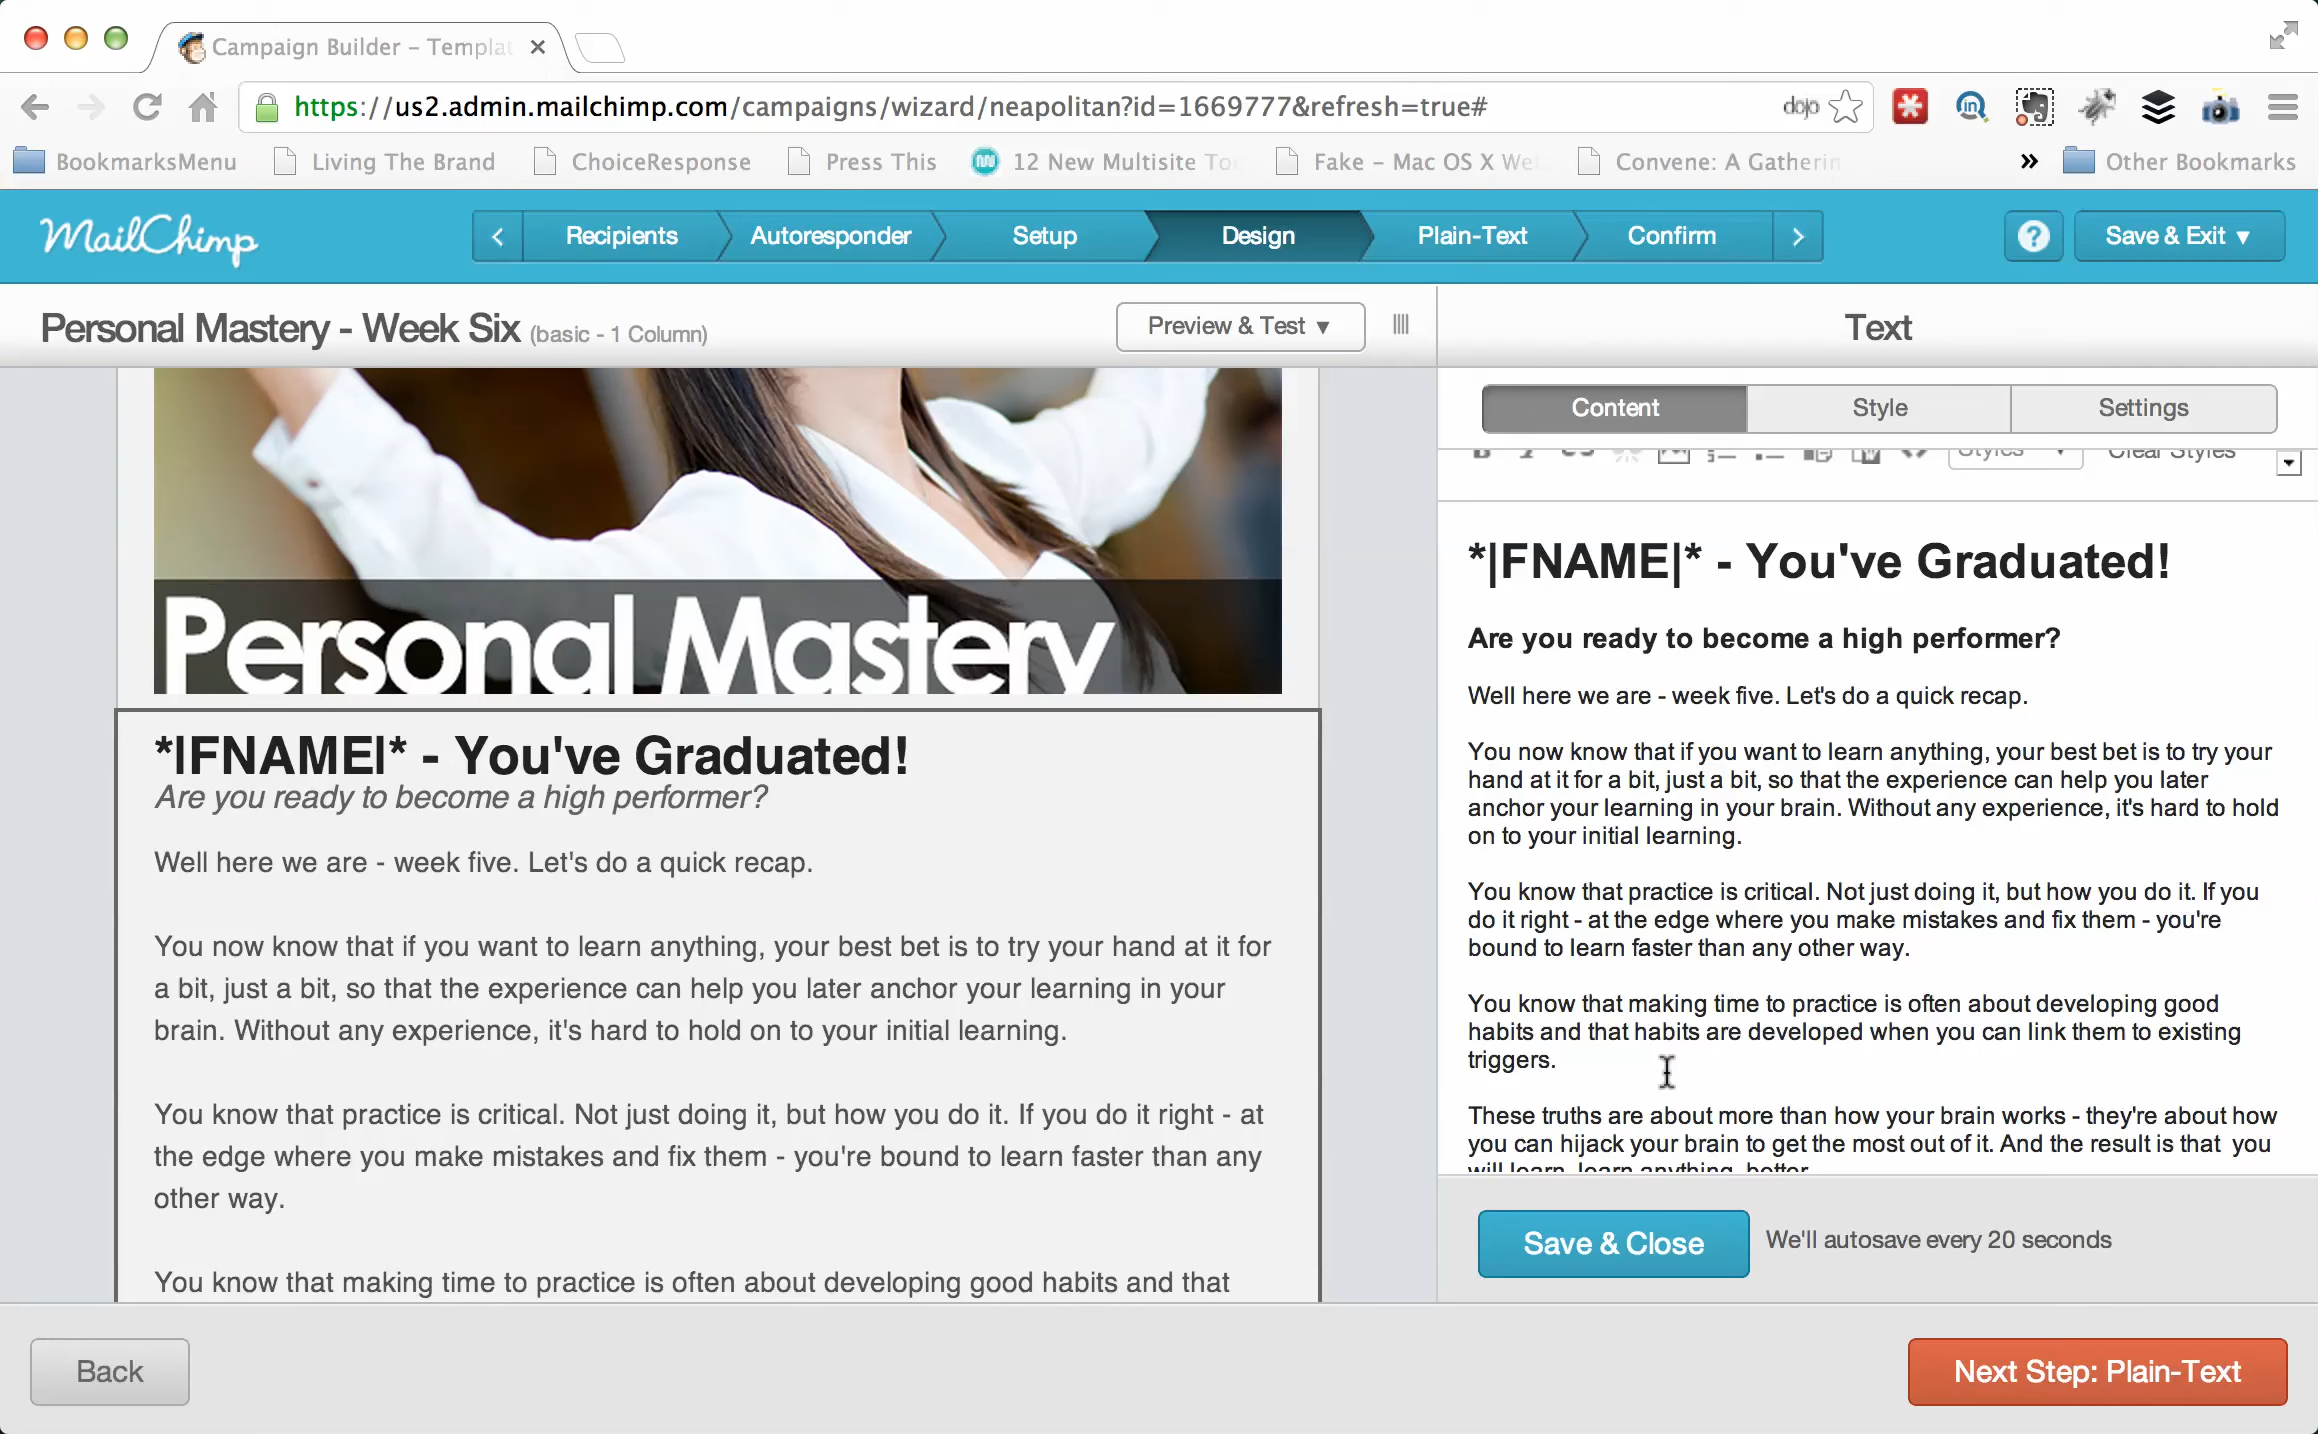 Campaign Builder – Templat
https://us2.admin.mailchimp.com/campaigns/wizard/neapolitan?id=1669777&refresh=true#
dojo
BookmarksMenu
Living The Brand
ChoiceResponse
Press This
12 New Multisite To
Fake – Mac OS X We
Convene: A Gatherin
»
Other Bookmarks
MailChimp
Recipients
Autoresponder
Setup
Design
Plain-Text
Confirm
?
Save & Exit ▼
Personal Mastery - Week Six (basic - 1 Column)
Preview & Test ▼
Text
Content
Style
Settings
Styles
Clear Styles
Personal Mastery
*|FNAME|* - You've Graduated!
Are you ready to become a high performer?
Well here we are - week five. Let's do a quick recap.
You now know that if you want to learn anything, your best bet is to try your hand at it for
a bit, just a bit, so that the experience can help you later anchor your learning in your
brain. Without any experience, it's hard to hold on to your initial learning.
You know that practice is critical. Not just doing it, but how you do it. If you do it right - at
the edge where you make mistakes and fix them - you're bound to learn faster than any
other way.
You know that making time to practice is often about developing good habits and that
*|FNAME|* - You've Graduated!
Are you ready to become a high performer?
Well here we are - week five. Let's do a quick recap.
You now know that if you want to learn anything, your best bet is to try your
hand at it for a bit, just a bit, so that the experience can help you later
anchor your learning in your brain. Without any experience, it's hard to hold
on to your initial learning.
You know that practice is critical. Not just doing it, but how you do it. If you
do it right - at the edge where you make mistakes and fix them - you're
bound to learn faster than any other way.
You know that making time to practice is often about developing good
habits and that habits are developed when you can link them to existing
triggers.
These truths are about more than how your brain works - they're about how
you can hijack your brain to get the most out of it. And the result is that  you
will learn, learn anything, better.
Save & Close
We'll autosave every 20 seconds
Back
Next Step: Plain-Text